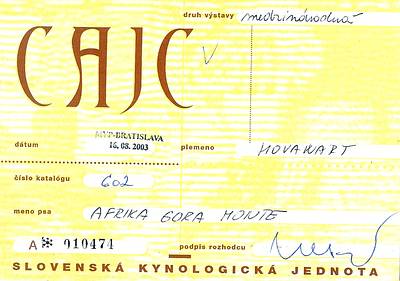 druh výstavy medzinárodná
CAJC V
dátum MVP-BRATISLAVA
16.08.2003
plemeno HOVAWART
číslo katalógu 602
meno psa AFRIKA GORA MONTE
A✻ 010474 podpis rozhodcu
SLOVENSKÁ KYNOLOGICKÁ JEDNOTA